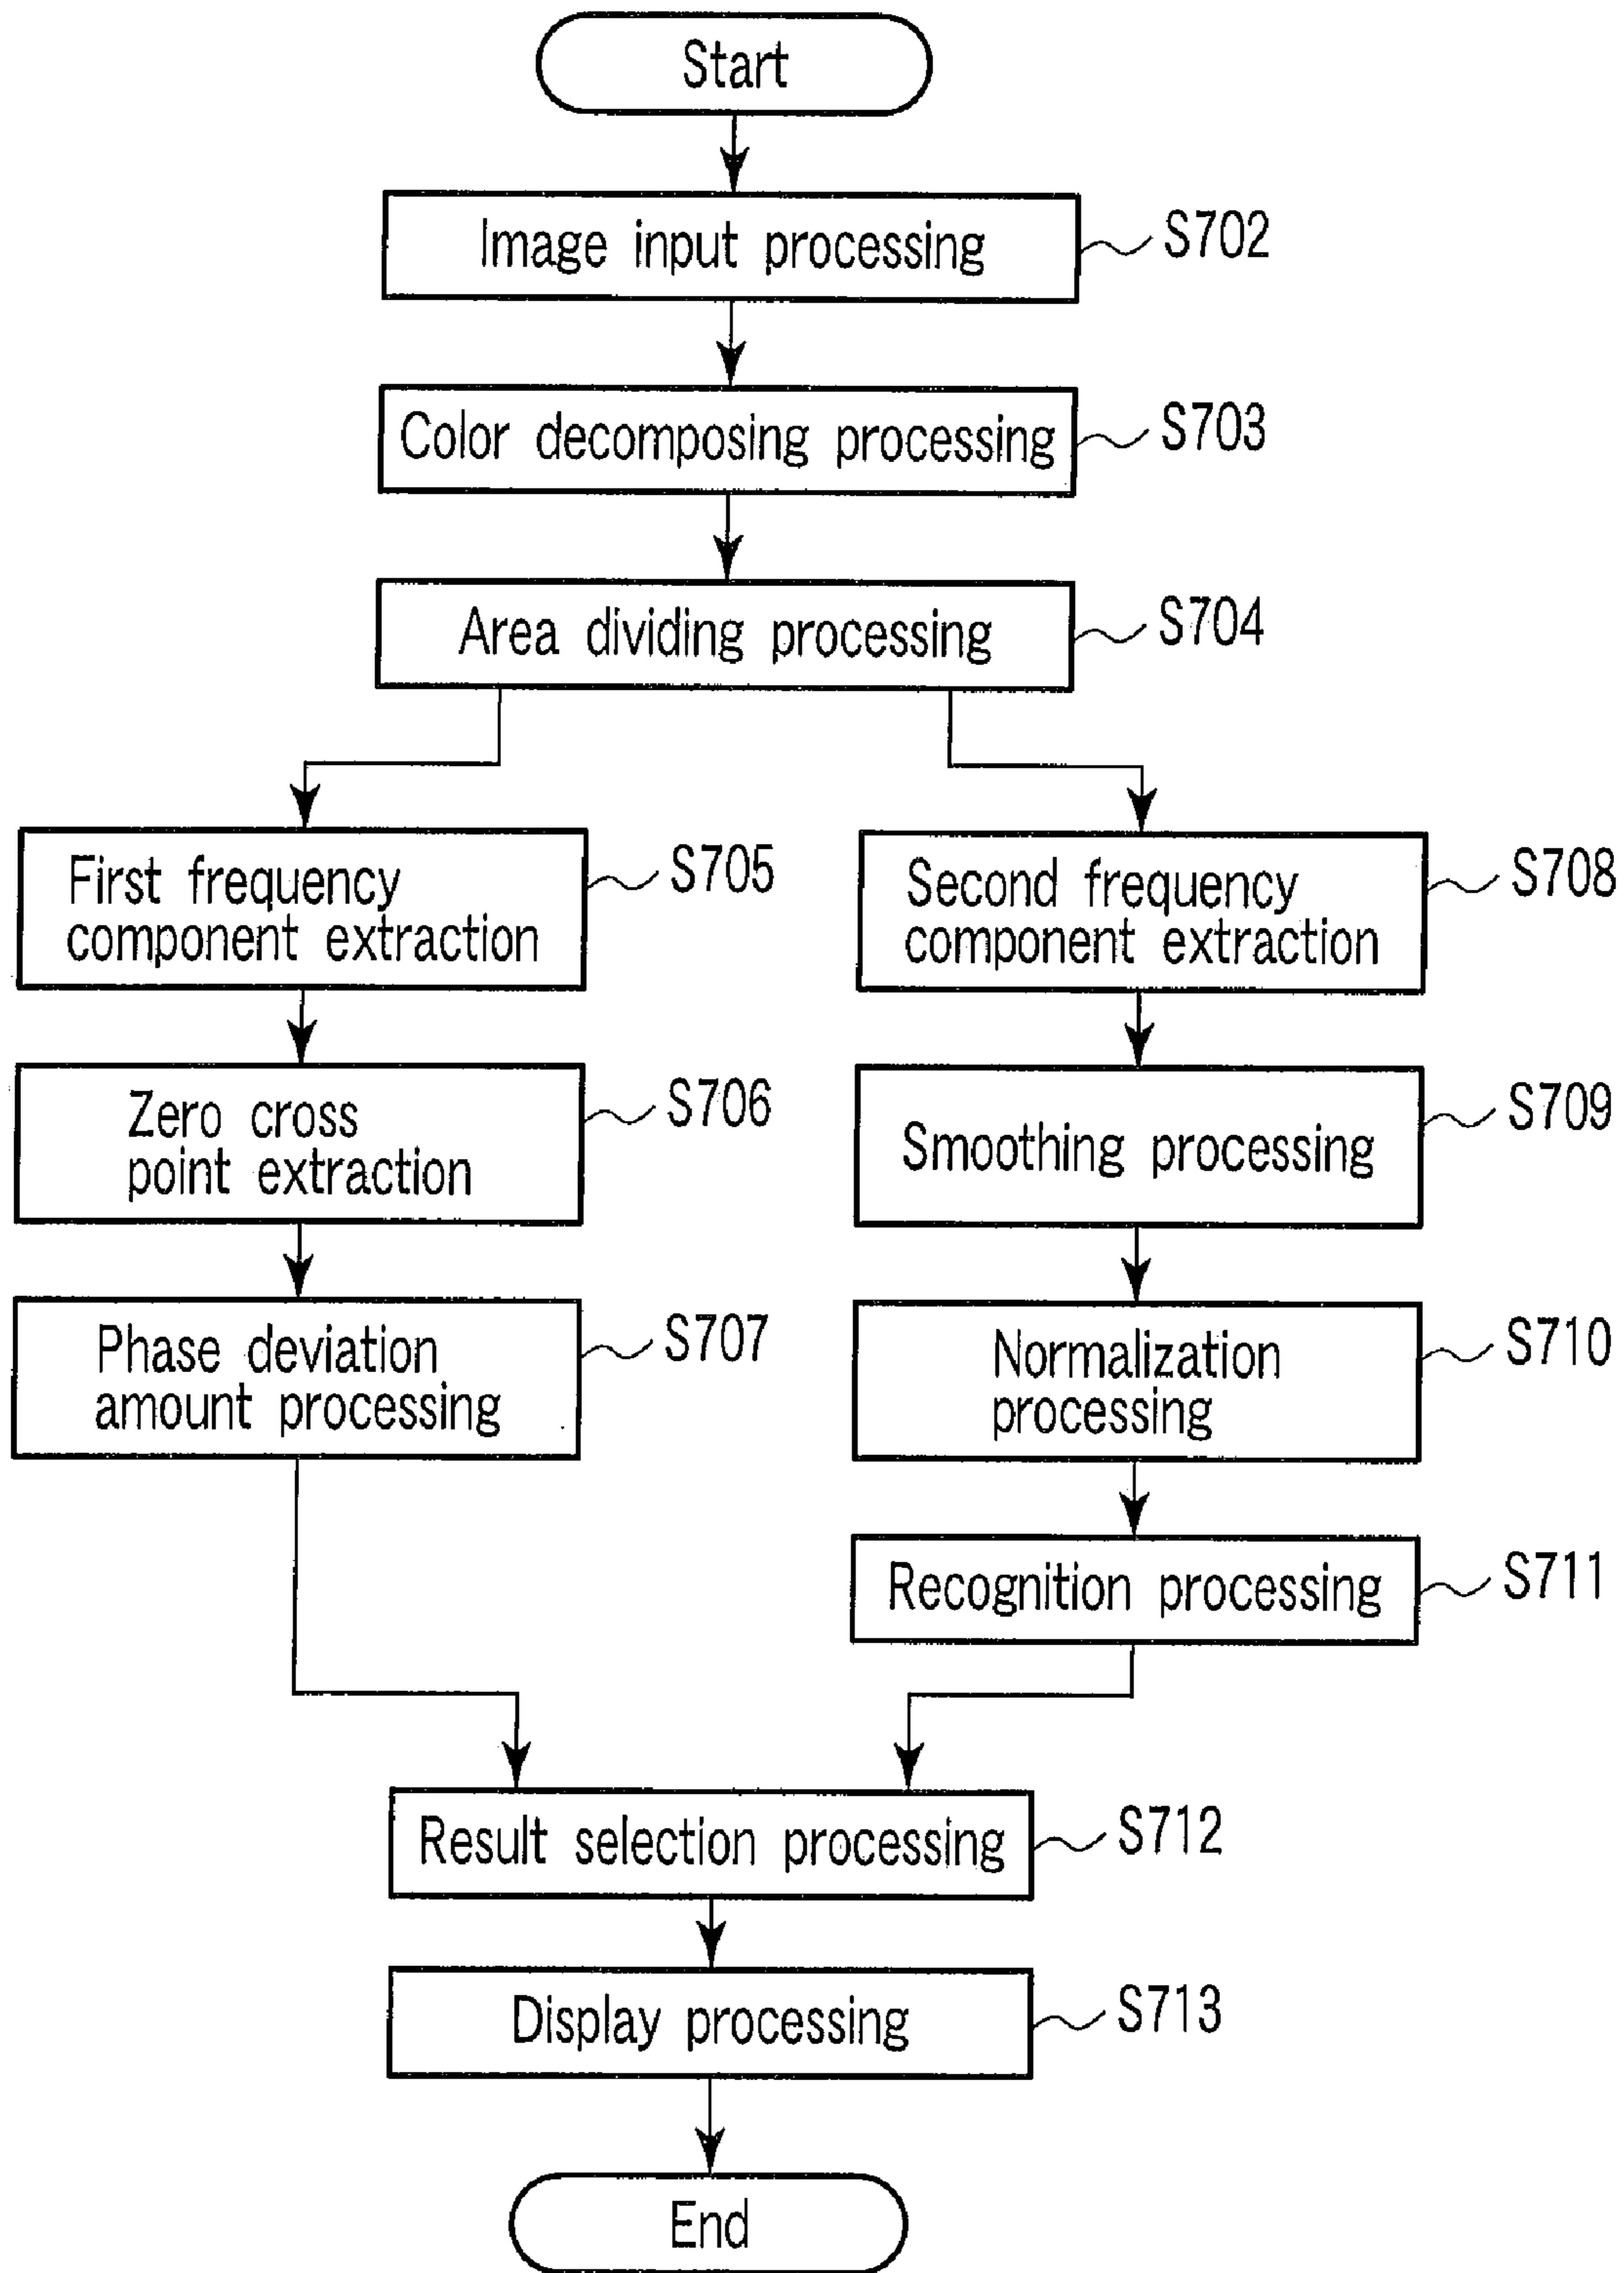 Start
Image input processing
S702
Color decomposing processing
S703
Area dividing processing
S704
First frequency
component extraction
S705
Second frequency
component extraction
S708
Zero cross
point extraction
S706
Smoothing processing
S709
Phase deviation
amount processing
S707
Normalization
processing
S710
Recognition processing
S711
Result selection processing
S712
Display processing
S713
End